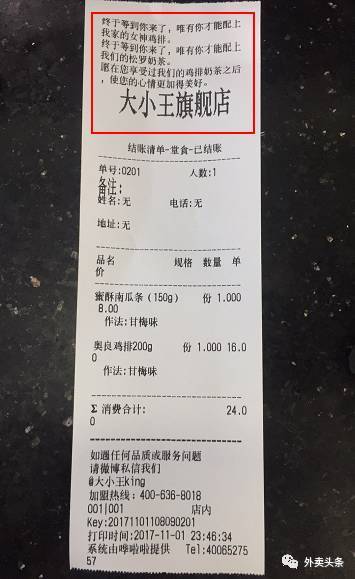 终于等到你来了，唯有你才能配上
我家的女神鸡排。
终于等到你来了，唯有你才能配上
我们的松罗奶茶。
愿在您享受过我们的鸡排奶茶之后
，使您的心情更加得美好。
大小王旗舰店
结账清单-堂食-已结账
单号:0201 人数:1
备注:
姓名:无 电话:无
地址:无
品名 规格 数量 单
价
蜜酥南瓜条（150g） 份 1.000
8.00
作法:甘梅味
奥良鸡排200g 份 1.000 16.0
0
作法:甘梅味
Σ 消费合计: 24.0
0
如遇任何品质或服务问题
请微博私信我们
@大小王king
加盟热线：400-636-8018
001|001 店内
Key:20171101108090201
打印时间:2017-11-01 23:46:34
系统由哗啦啦提供 Tel:40065275
57
外卖头条